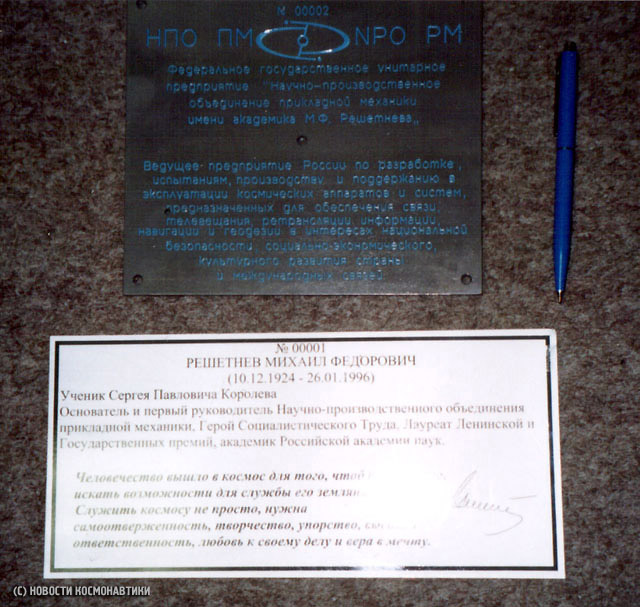 № 00002
НПО ПМ NPO PM
Федеральное государственное унитарное
предприятие "Научно-производственное
объединение прикладной механики
имени академика М.Ф. Решетнева,,
Ведущее предприятие России по разработке,
испытаниям, производству и поддержанию в
эксплуатации космических аппаратов и систем,
предназначенных для обеспечения связи,
телевещания, ретрансляции информации,
навигации и геодезии в интересах национальной
безопасности, социально-экономического,
культурного развития страны
и международных связей.
№ 00001
РЕШЕТНЕВ МИХАИЛ ФЕДОРОВИЧ
(10.12.1924 - 26.01.1996)
Ученик Сергея Павловича Королева
Основатель и первый руководитель Научно-производственного объединения
прикладной механики, Герой Социалистического Труда, Лауреат Ленинской и
Государственных премий, академик Российской академии наук.
Человечество вышло в космос для того,
искать возможности для службы его
Служить космосу не просто, нужна
самоотверженность, творчество, упорство,
ответственность, любовь к своему делу и вера в мечту.
(С) НОВОСТИ КОСМОНАВТИКИ